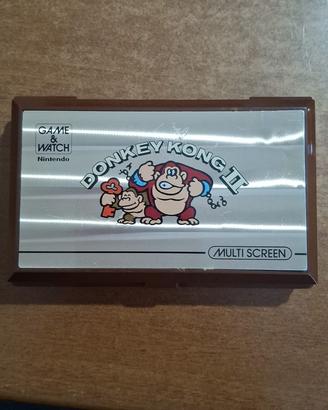 GAME
&
WATCH
Nintendo
DONKEY KONG II
MULTI SCREEN